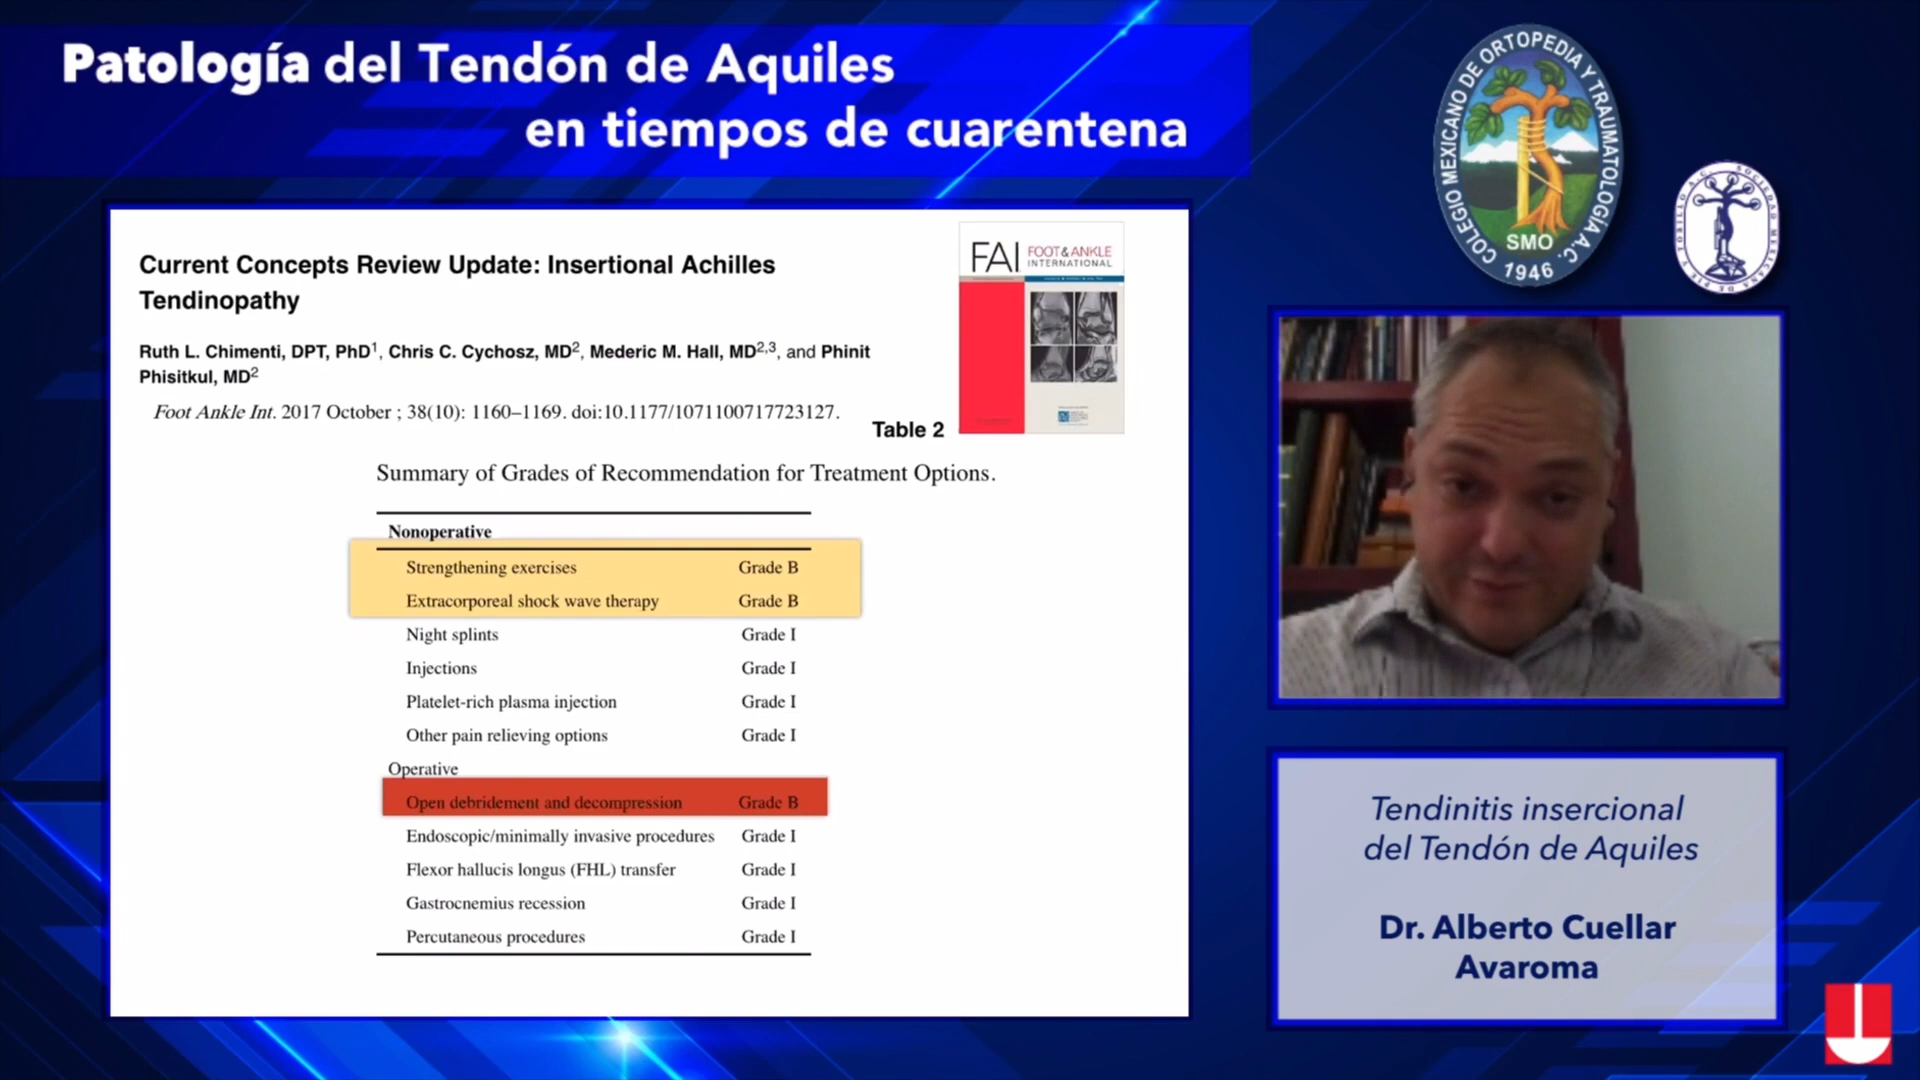 Patología del Tendón de Aquiles
en tiempos de cuarentena
COLEGIO MEXICANO DE ORTOPEDIA Y TRAUMATOLOGÍA A.C.
SMO
1946
Current Concepts Review Update: Insertional Achilles
Tendinopathy
Ruth L. Chimenti, DPT, PhD1, Chris C. Cychosz, MD2, Mederic M. Hall, MD2,3, and Phinit
Phisitkul, MD2
Foot Ankle Int. 2017 October ; 38(10): 1160–1169. doi:10.1177/1071100717723127.
FAI FOOT&ANKLE
INTERNATIONAL
Table 2
Summary of Grades of Recommendation for Treatment Options.
Nonoperative
Strengthening exercises Grade B
Extracorporeal shock wave therapy Grade B
Night splints Grade I
Injections Grade I
Platelet-rich plasma injection Grade I
Other pain relieving options Grade I
Operative
Open debridement and decompression Grade B
Endoscopic/minimally invasive procedures Grade I
Flexor hallucis longus (FHL) transfer Grade I
Gastrocnemius recession Grade I
Percutaneous procedures Grade I
Tendinitis insercional
del Tendón de Aquiles
Dr. Alberto Cuellar
Avaroma